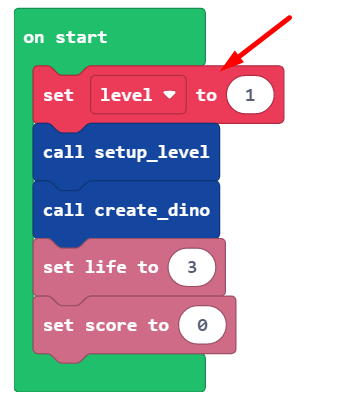 on start
set level to 1
call setup_level
call create_dino
set life to 3
set score to 0